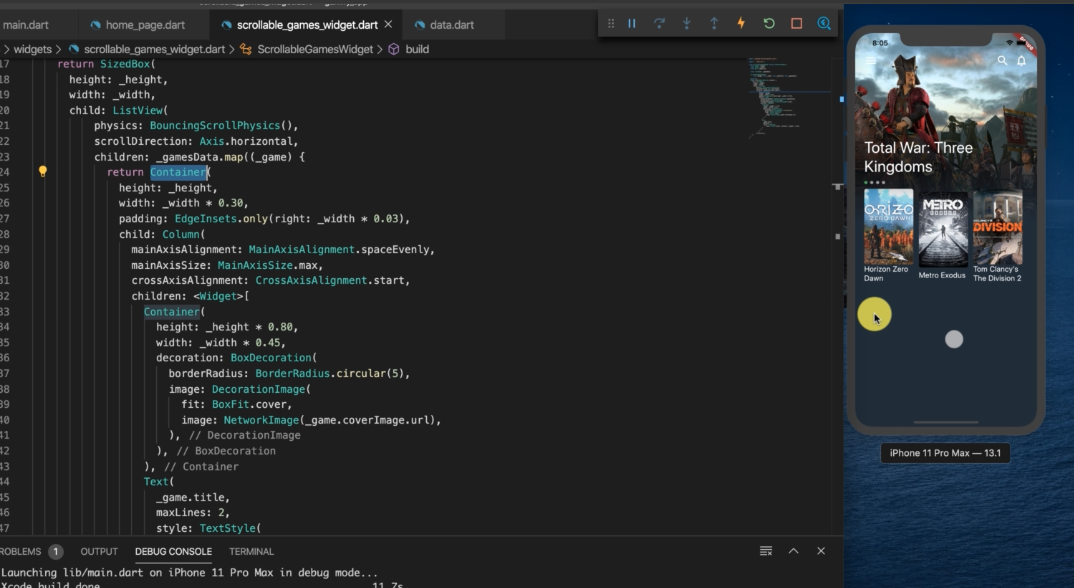 main.dart
home_page.dart
scrollable_games_widget.dart
data.dart
> widgets > scrollable_games_widget.dart > ScrollableGamesWidget > build
17 return SizedBox(
18 height: _height,
19 width: _width,
20 child: ListView(
21 physics: BouncingScrollPhysics(),
22 scrollDirection: Axis.horizontal,
23 children: _gamesData.map((_game) {
24 return Container(
25 height: _height,
26 width: _width * 0.30,
27 padding: EdgeInsets.only(right: _width * 0.03),
28 child: Column(
29 mainAxisAlignment: MainAxisAlignment.spaceEvenly,
30 mainAxisSize: MainAxisSize.max,
31 crossAxisAlignment: CrossAxisAlignment.start,
32 children: <Widget>[
33 Container(
34 height: _height * 0.80,
35 width: _width * 0.45,
36 decoration: BoxDecoration(
37 borderRadius: BorderRadius.circular(5),
38 image: DecorationImage(
39 fit: BoxFit.cover,
40 image: NetworkImage(_game.coverImage.url),
41 ), // DecorationImage
42 ), // BoxDecoration
43 ), // Container
44 Text(
45 _game.title,
46 maxLines: 2,
47 style: TextStyle(
ROBLEMS 1 OUTPUT DEBUG CONSOLE TERMINAL
Launching lib/main.dart on iPhone 11 Pro Max in debug mode...
Xcode build done. 11.7s
8:05
Total War: Three
Kingdoms
METRO
EXODUS
DIVISION
Horizon Zero
Dawn
Metro Exodus
Tom Clancy's
The Division 2
iPhone 11 Pro Max — 13.1